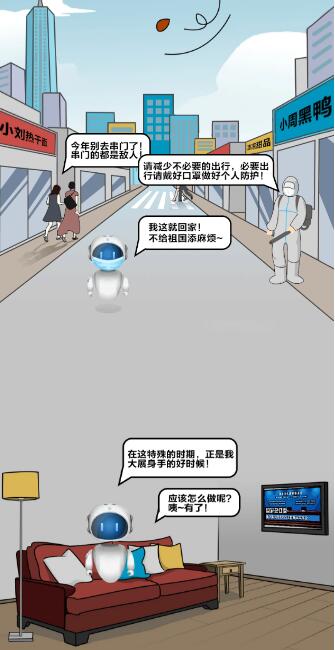 小刘热干面
小周黑鸭
今年别去串门了!
串门的都是敌人!
请减少不必要的出行，必要出
行请戴好口罩做好个人防护!
我这就回家!
不给祖国添麻烦~
在这特殊的时期，正是我
大展身手的好时候!
应该怎么做呢?
咦~有了!